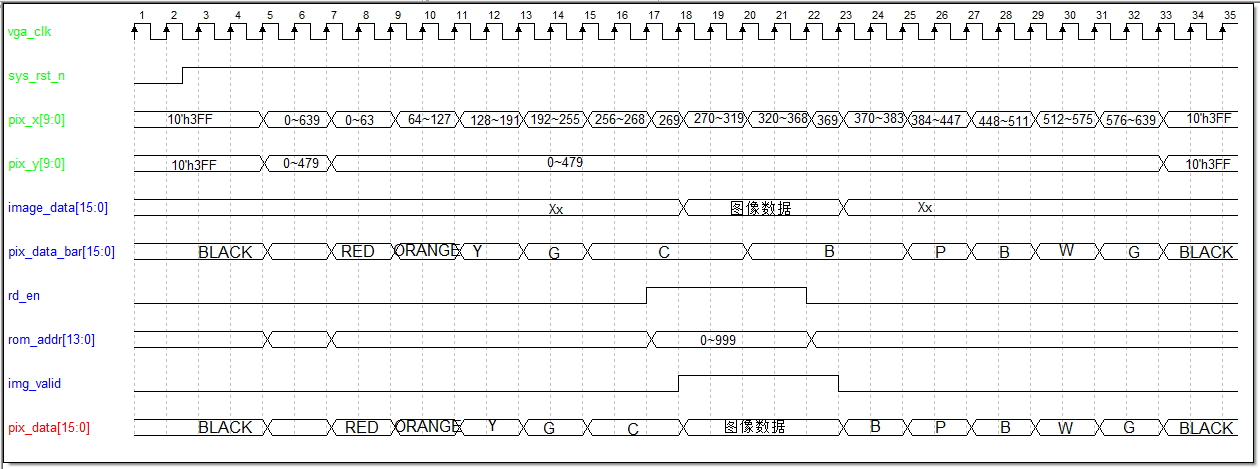 1 2 3 4 5 6 7 8 9 10 11 12 13 14 15 16 17 18 19 20 21 22 23 24 25 26 27 28 29 30 31 32 33 34 35
vga_clk
sys_rst_n
pix_x[9:0] 10'h3FF 0~639 0~63 64~127 128~191 192~255 256~268 269 270~319 320~368 369 370~383 384~447 448~511 512~575 576~639 10'h3FF
pix_y[9:0] 10'h3FF 0~479 0~479 10'h3FF
image_data[15:0] Xx 图像数据 Xx
pix_data_bar[15:0] BLACK RED ORANGE Y G C B P B W G BLACK
rd_en
rom_addr[13:0] 0~999
img_valid
pix_data[15:0] BLACK RED ORANGE Y G C 图像数据 B P B W G BLACK